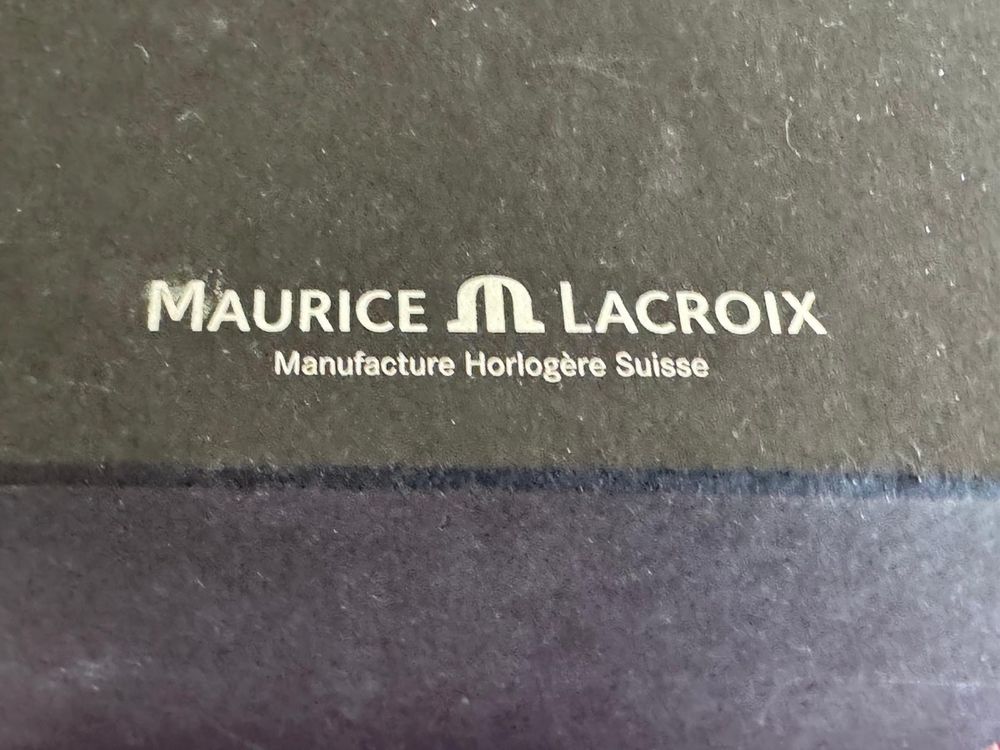 MAURICE LACROIX
Manufacture Horlogère Suisse